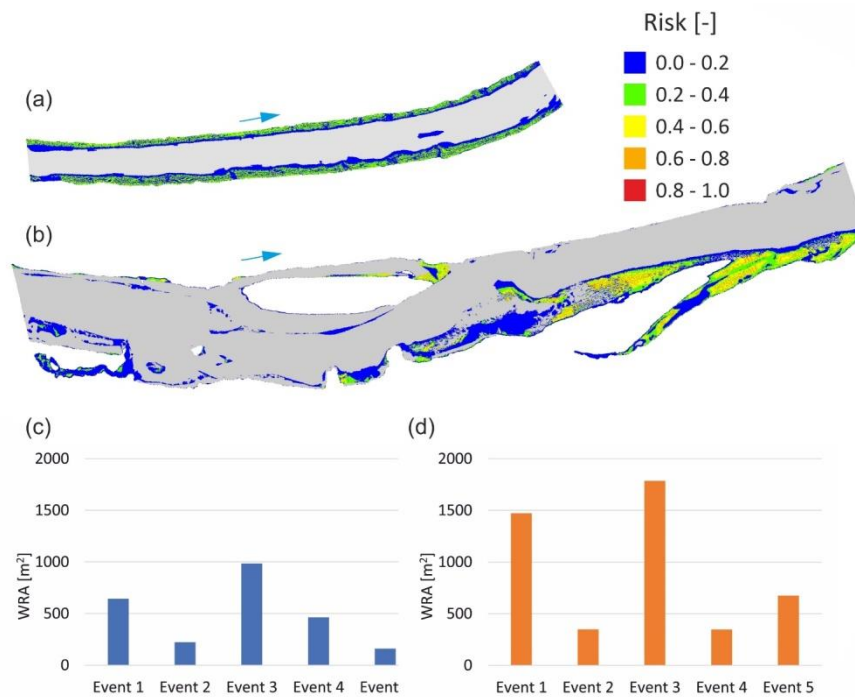 Risk [-]
0.0 - 0.2
0.2 - 0.4
0.4 - 0.6
0.6 - 0.8
0.8 - 1.0
(a)
(b)
(c)
2000
1500
1000
500
0
WRA [m²]
Event 1 Event 2 Event 3 Event 4 Event
(d)
2000
1500
1000
500
0
WRA [m²]
Event 1 Event 2 Event 3 Event 4 Event 5